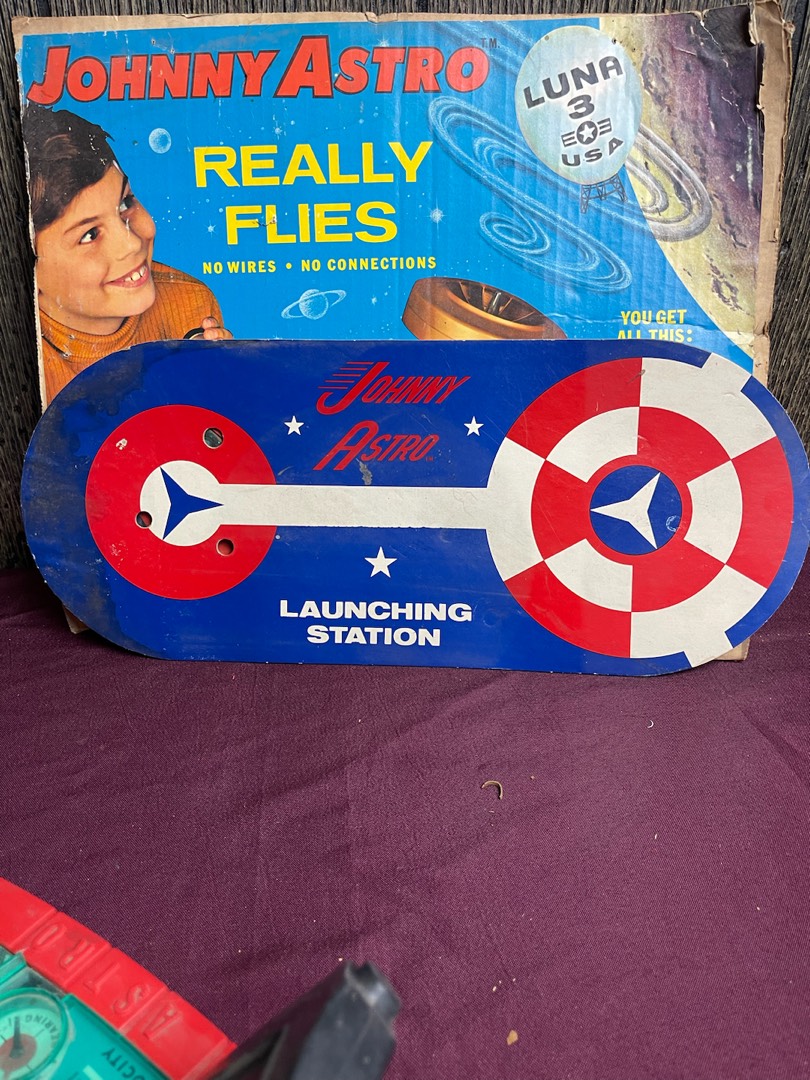 JOHNNY ASTRO TM
LUNA
3
USA
REALLY
FLIES
NO WIRES • NO CONNECTIONS
YOU GET
ALL THIS:
JOHNNY
ASTRO
LAUNCHING
STATION
ASTRO